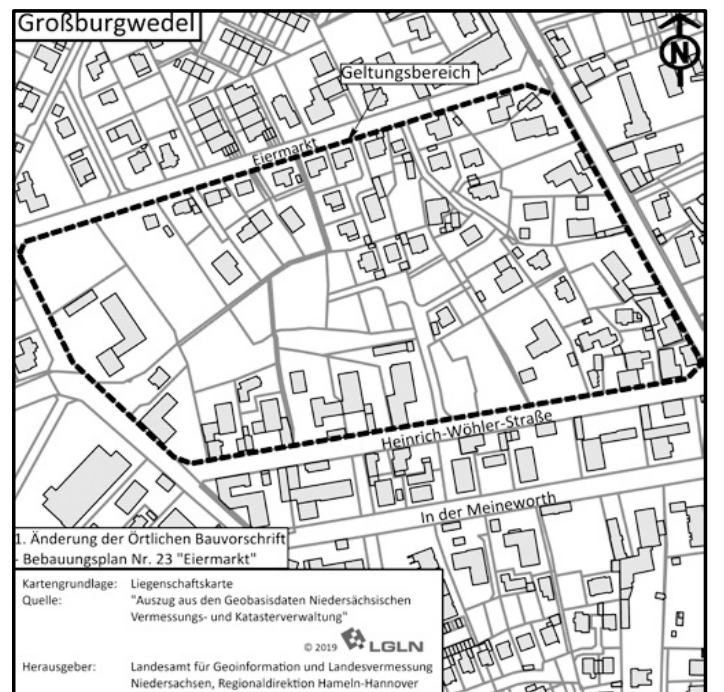 Großburgwedel
N
Geltungsbereich
Eiermarkt
Heinrich-Wöhler-Straße
In der Meineworth
1. Änderung der Örtlichen Bauvorschrift
- Bebauungsplan Nr. 23 "Eiermarkt"
Kartengrundlage: Liegenschaftskarte
Quelle: "Auszug aus den Geobasisdaten Niedersächsischen
Vermessungs- und Katasterverwaltung"
© 2019 LGLN
Herausgeber: Landesamt für Geoinformation und Landesvermessung
Niedersachsen, Regionaldirektion Hameln-Hannover